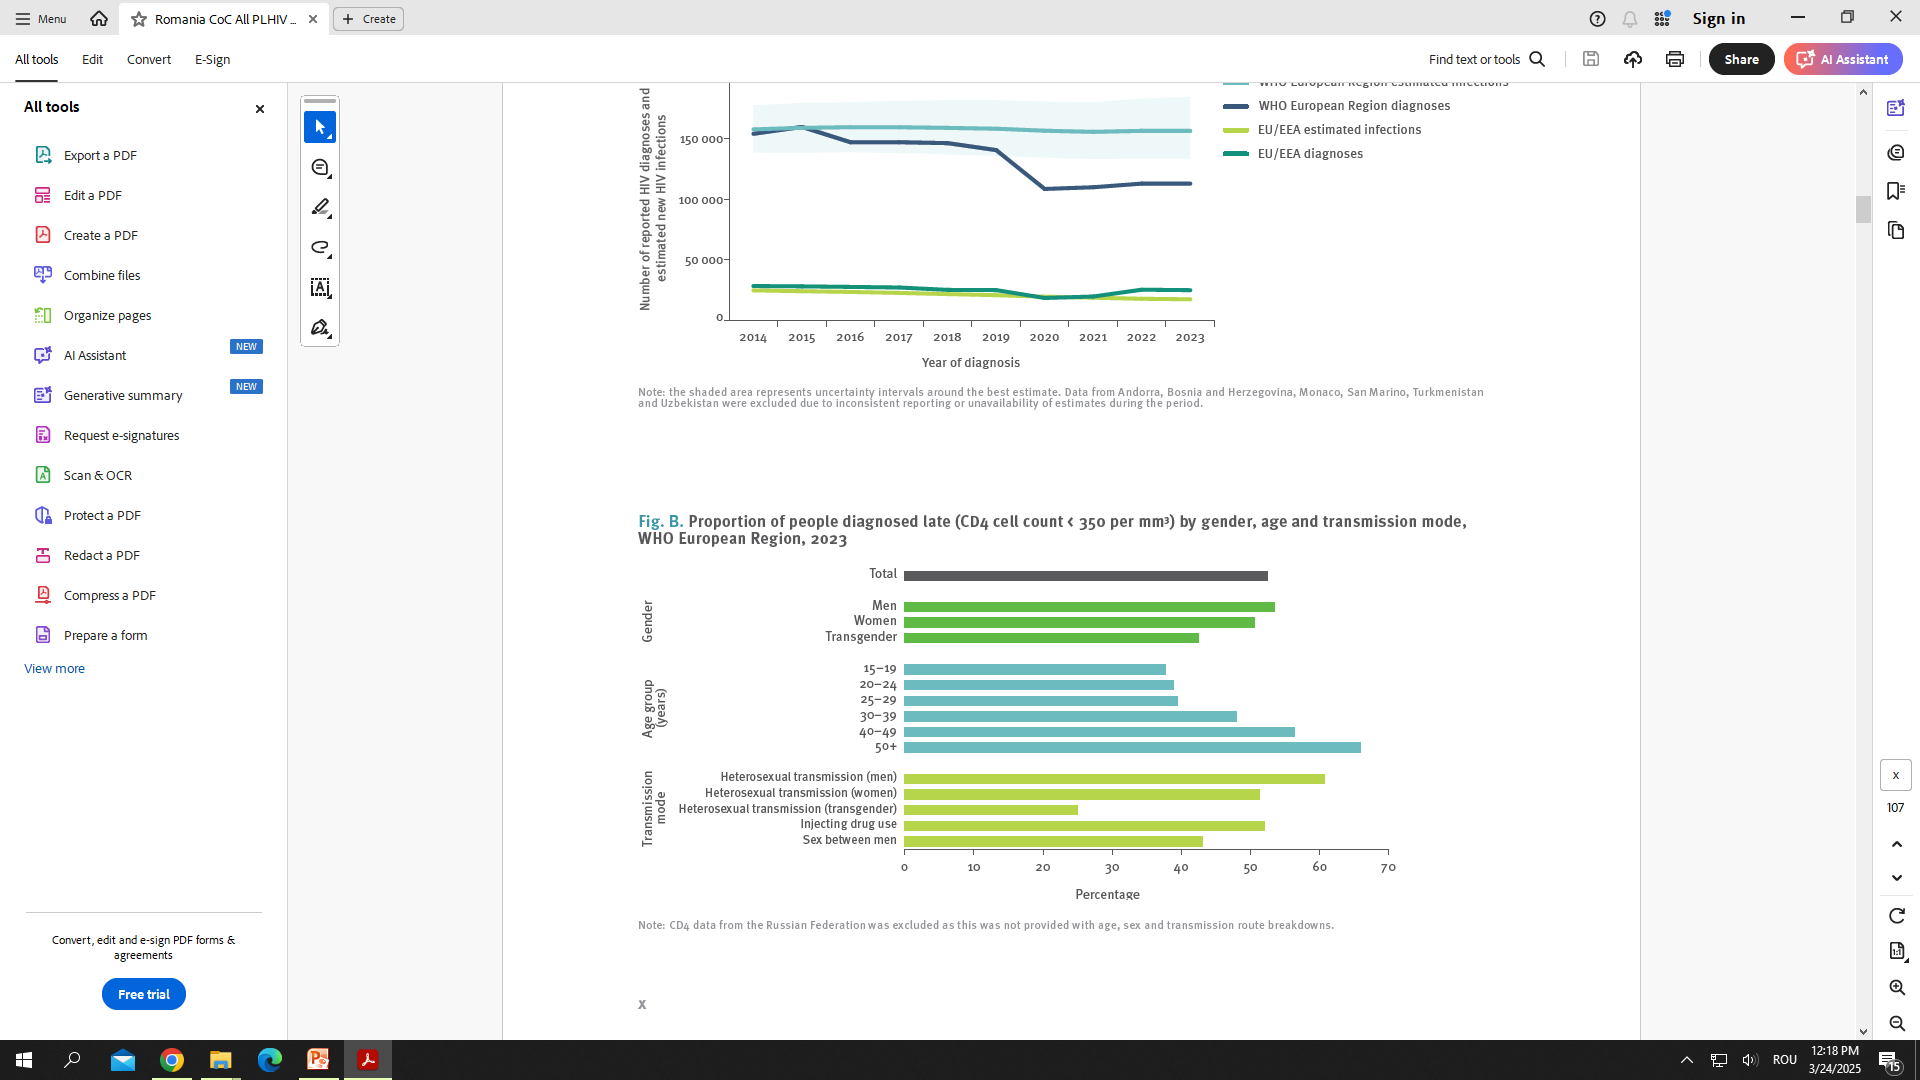 Menu
Romania CoC All PLHIV ...
Create
Sign in
All tools
Edit
Convert
E-Sign
Find text or tools
Share
AI Assistant
All tools
Export a PDF
Edit a PDF
Create a PDF
Combine files
Organize pages
AI Assistant
NEW
Generative summary
NEW
Request e-signatures
Scan & OCR
Protect a PDF
Redact a PDF
Compress a PDF
Prepare a form
View more
Convert, edit and e-sign PDF forms &
agreements
Free trial
Number of reported HIV diagnoses and
estimated new HIV infections
150 000
100 000
50 000
0
2014 2015 2016 2017 2018 2019 2020 2021 2022 2023
Year of diagnosis
WHO European Region estimated infections
WHO European Region diagnoses
EU/EEA estimated infections
EU/EEA diagnoses
Note: the shaded area represents uncertainty intervals around the best estimate. Data from Andorra, Bosnia and Herzegovina, Monaco, San Marino, Turkmenistan
and Uzbekistan were excluded due to inconsistent reporting or unavailability of estimates during the period.
Fig. B. Proportion of people diagnosed late (CD4 cell count < 350 per mm³) by gender, age and transmission mode,
WHO European Region, 2023
Total
Gender
Men
Women
Transgender
Age group
(years)
15–19
20–24
25–29
30–39
40–49
50+
Transmission
mode
Heterosexual transmission (men)
Heterosexual transmission (women)
Heterosexual transmission (transgender)
Injecting drug use
Sex between men
0 10 20 30 40 50 60 70
Percentage
Note: CD4 data from the Russian Federation was excluded as this was not provided with age, sex and transmission route breakdowns.
x
x
107
1:1
ROU
12:18 PM
3/24/2025
15